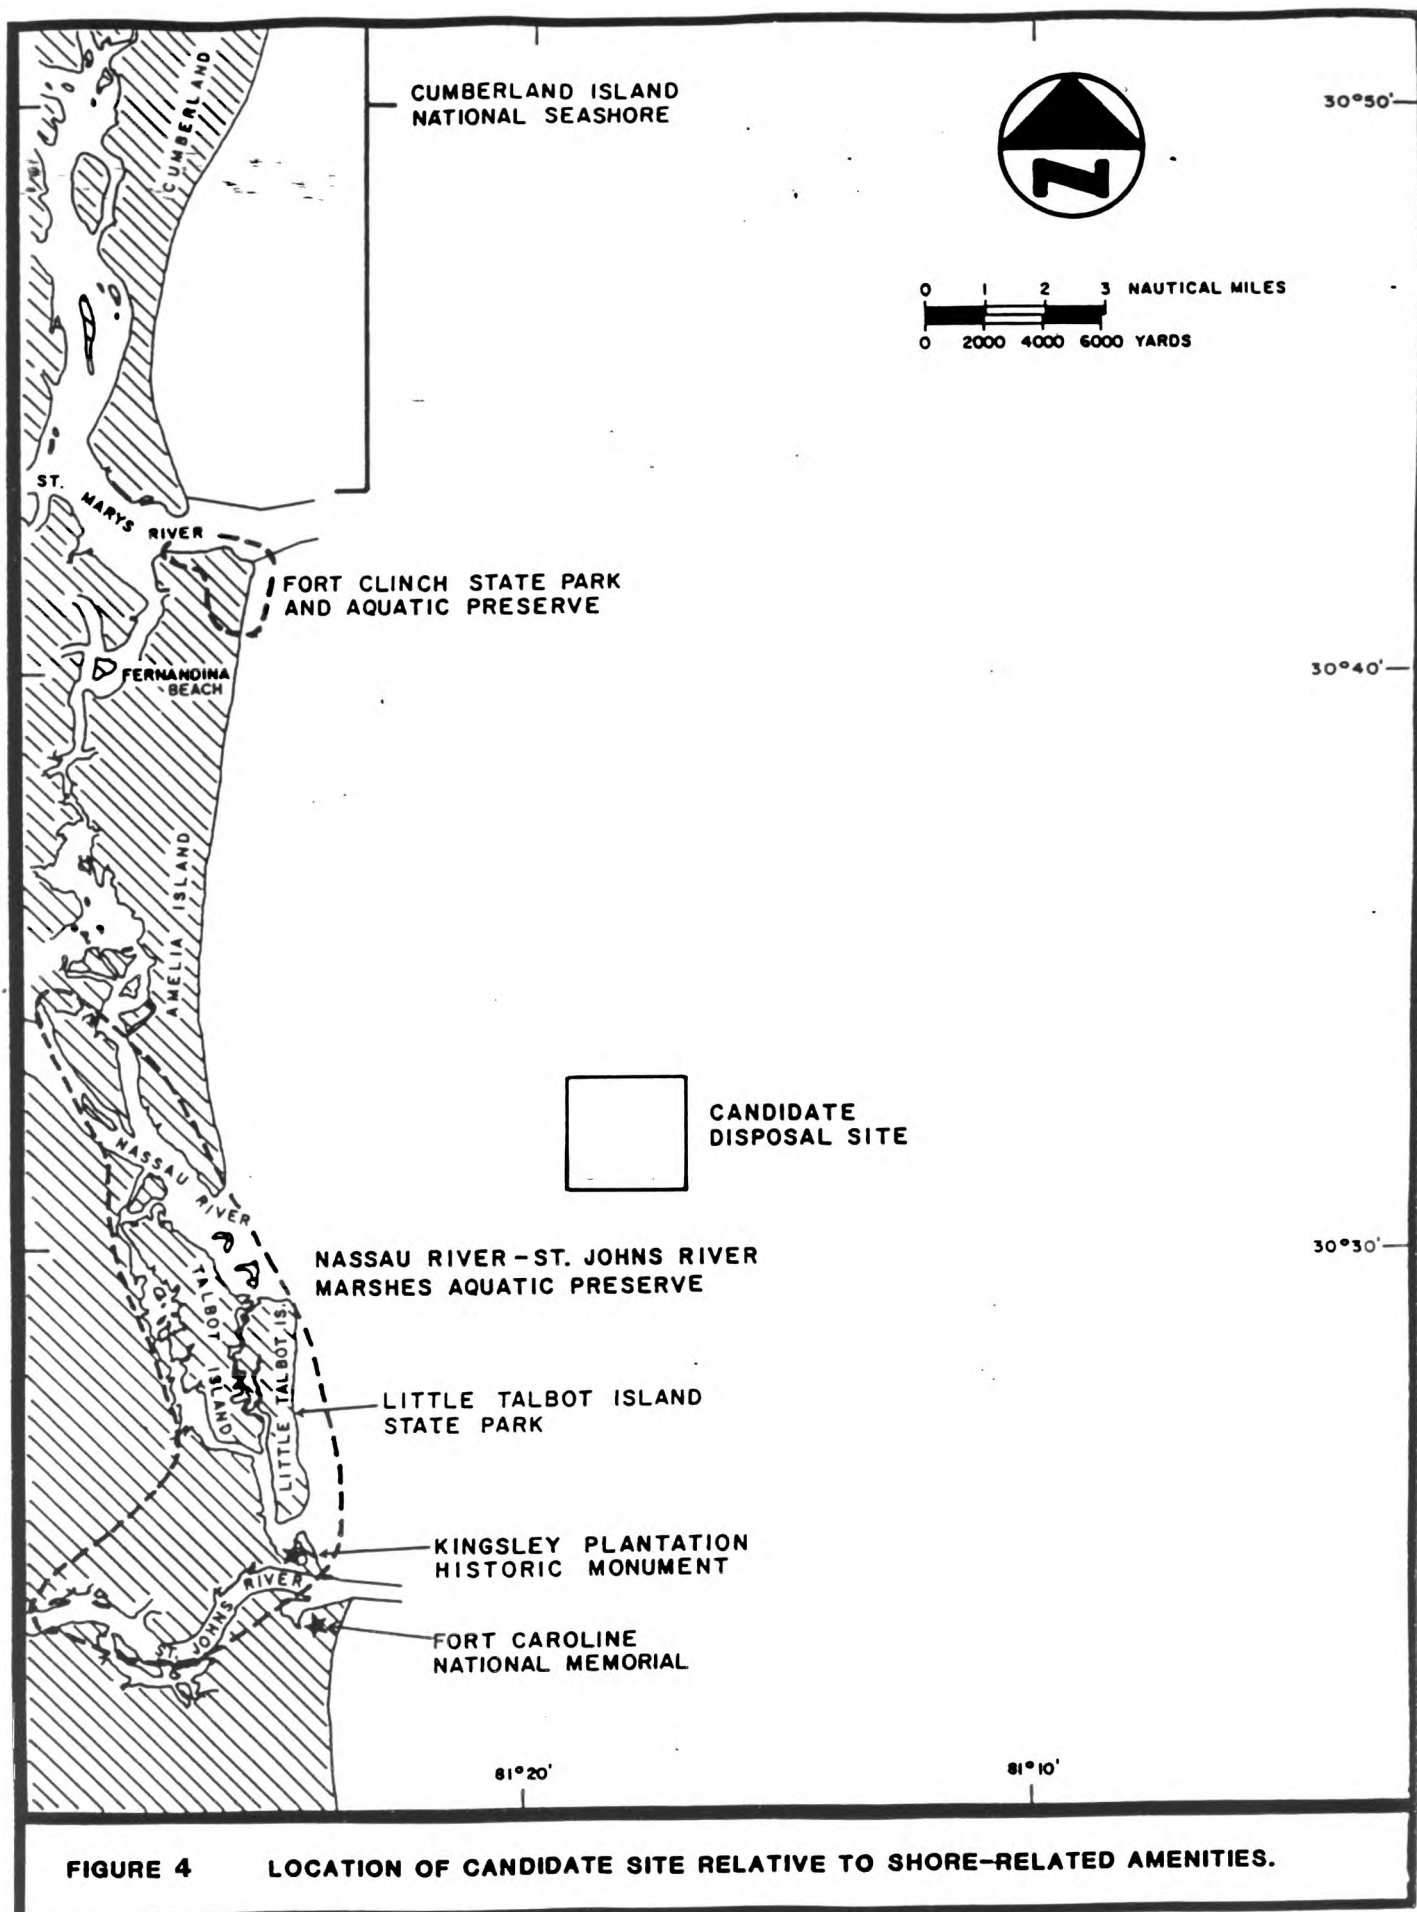 CUMBERLAND
CUMBERLAND ISLAND
NATIONAL SEASHORE
30°50'
N
0 1 2 3 NAUTICAL MILES
0 2000 4000 6000 YARDS
ST. MARYS RIVER
FORT CLINCH STATE PARK
AND AQUATIC PRESERVE
FERNANDINA
BEACH
30°40'
AMELIA ISLAND
CANDIDATE
DISPOSAL SITE
NASSAU RIVER
NASSAU RIVER-ST. JOHNS RIVER
MARSHES AQUATIC PRESERVE
30°30'
TALBOT ISLAND
LITTLE TALBOT IS.
LITTLE TALBOT ISLAND
STATE PARK
KINGSLEY PLANTATION
HISTORIC MONUMENT
ST. JOHNS RIVER
FORT CAROLINE
NATIONAL MEMORIAL
81°20'
81°10'
FIGURE 4 LOCATION OF CANDIDATE SITE RELATIVE TO SHORE-RELATED AMENITIES.